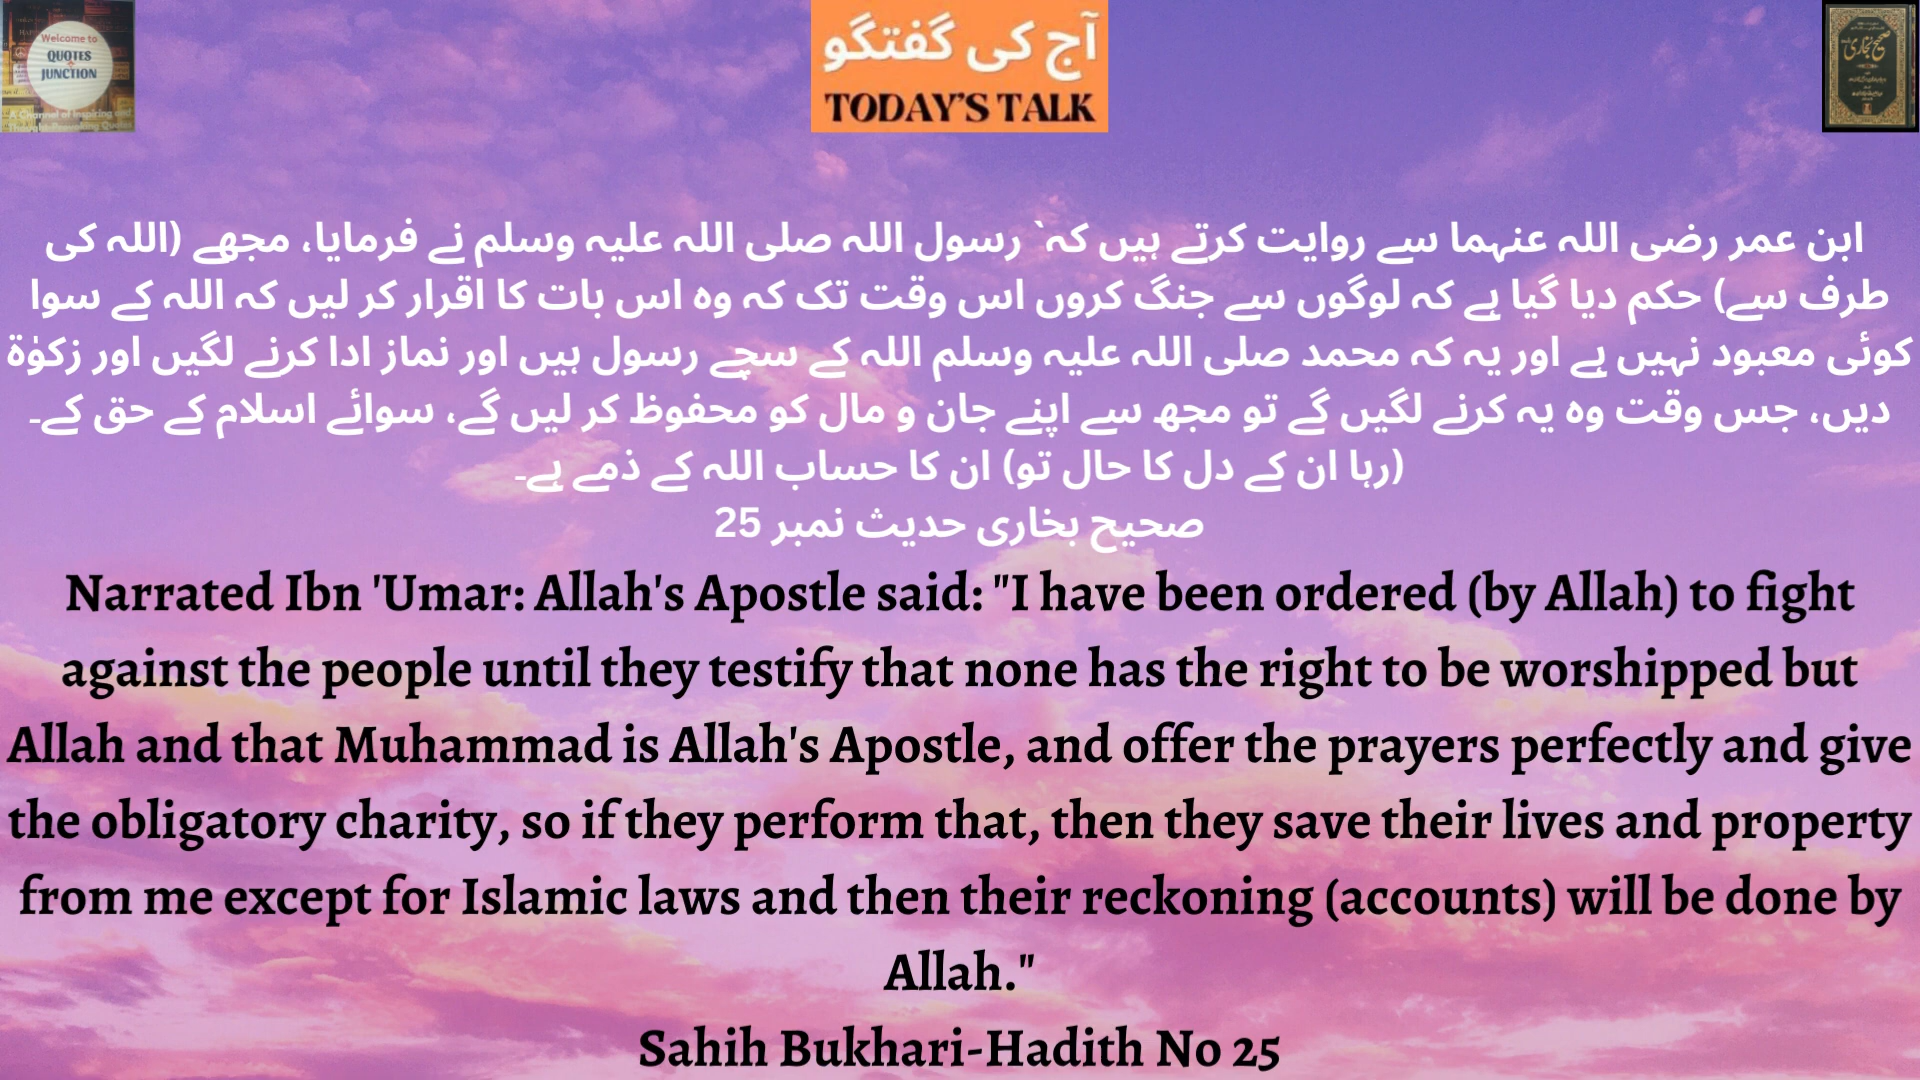 Welcome to
QUOTES
JUNCTION
A Channel of Inspiring and
Thought-Provoking Quotes
آج کی گفتگو
TODAY'S TALK
صحیح بخاری
ابن عمر رضی اللہ عنہما سے روایت کرتے ہیں کہ` رسول اللہ صلی اللہ علیہ وسلم نے فرمایا، مجھے (اللہ کی
طرف سے) حکم دیا گیا ہے کہ لوگوں سے جنگ کروں اس وقت تک کہ وہ اس بات کا اقرار کر لیں کہ اللہ کے سوا
کوئی معبود نہیں ہے اور یہ کہ محمد صلی اللہ علیہ وسلم اللہ کے سچے رسول ہیں اور نماز ادا کرنے لگیں اور زکوٰۃ
دیں، جس وقت وہ یہ کرنے لگیں گے تو مجھ سے اپنے جان و مال کو محفوظ کر لیں گے، سوائے اسلام کے حق کے۔
(رہا ان کے دل کا حال تو) ان کا حساب اللہ کے ذمے ہے۔
صحیح بخاری حدیث نمبر 25
Narrated Ibn 'Umar: Allah's Apostle said: "I have been ordered (by Allah) to fight
against the people until they testify that none has the right to be worshipped but
Allah and that Muhammad is Allah's Apostle, and offer the prayers perfectly and give
the obligatory charity, so if they perform that, then they save their lives and property
from me except for Islamic laws and then their reckoning (accounts) will be done by
Allah."
Sahih Bukhari-Hadith No 25